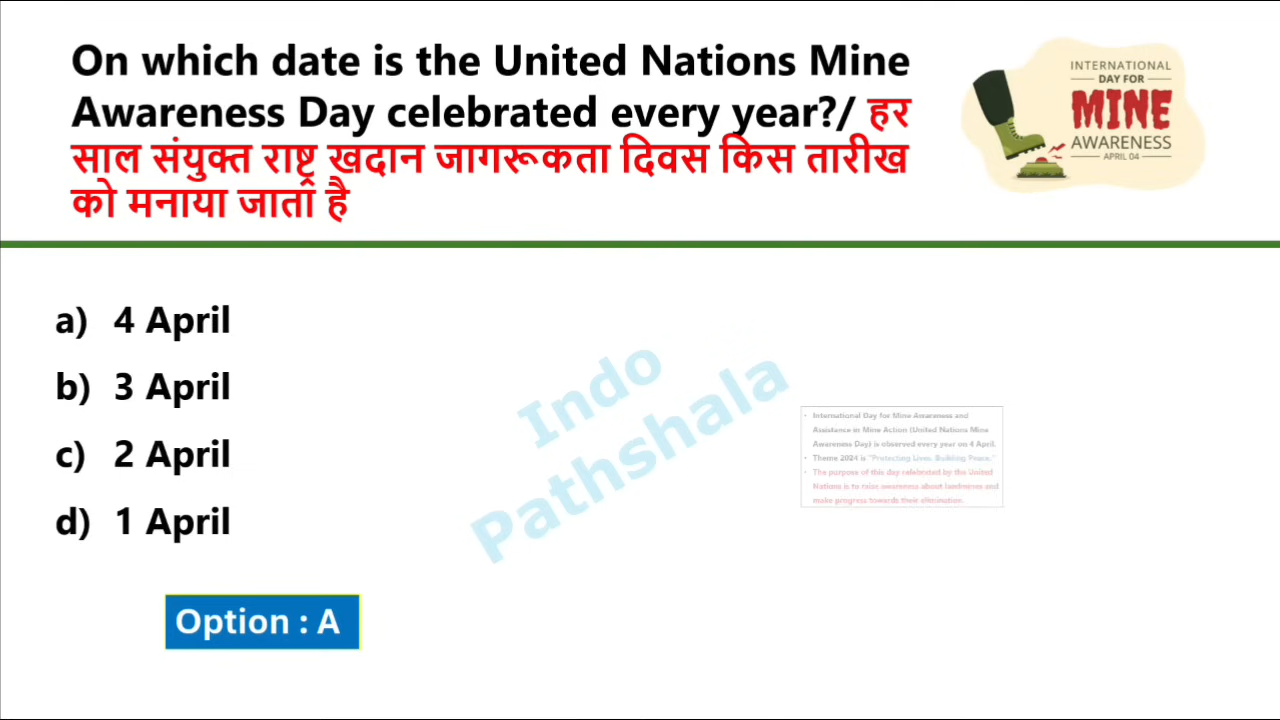 On which date is the United Nations Mine
Awareness Day celebrated every year?/ हर
साल संयुक्त राष्ट्र खदान जागरूकता दिवस किस तारीख
को मनाया जाता है
INTERNATIONAL
DAY FOR
MINE
AWARENESS
APRIL 04
a) 4 April
b) 3 April
c) 2 April
d) 1 April
Indo
Pathshala
• International Day for Mine Awareness and
Assistance in Mine Action (United Nations Mine
Awareness Day) is observed every year on 4 April.
• Theme 2024 is "Protecting Lives. Building Peace."
• The purpose of this day celebrated by the United
Nations is to raise awareness about landmines and
make progress towards their elimination.
Option : A